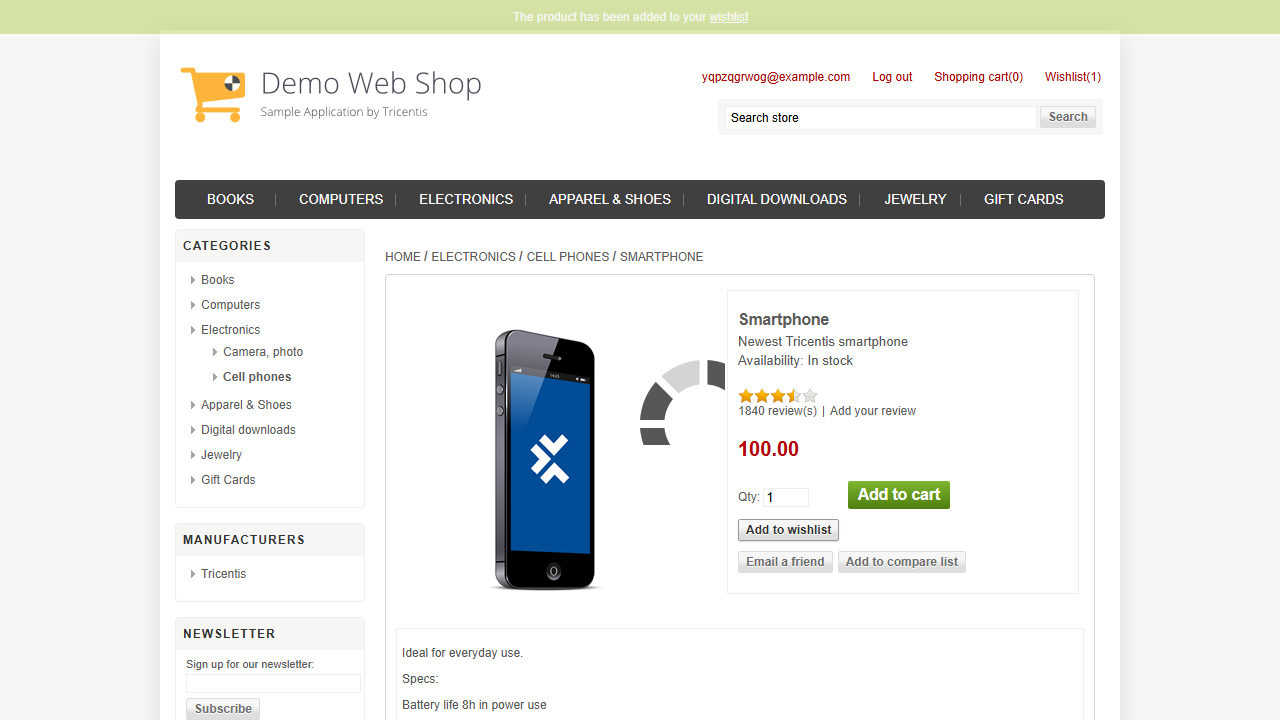 The product has been added to your wishlist
Demo Web Shop
Sample Application by Tricentis
yqpzqgrwog@example.com Log out Shopping cart(0) Wishlist(1)
Search store Search
BOOKS COMPUTERS ELECTRONICS APPAREL & SHOES DIGITAL DOWNLOADS JEWELRY GIFT CARDS
CATEGORIES
Books
Computers
Electronics
Camera, photo
Cell phones
Apparel & Shoes
Digital downloads
Jewelry
Gift Cards
MANUFACTURERS
Tricentis
NEWSLETTER
Sign up for our newsletter:
Subscribe
HOME / ELECTRONICS / CELL PHONES / SMARTPHONE
Smartphone
Newest Tricentis smartphone
Availability: In stock
1840 review(s) | Add your review
100.00
Qty: 1 Add to cart
Add to wishlist
Email a friend Add to compare list
Ideal for everyday use.
Specs:
Battery life 8h in power use